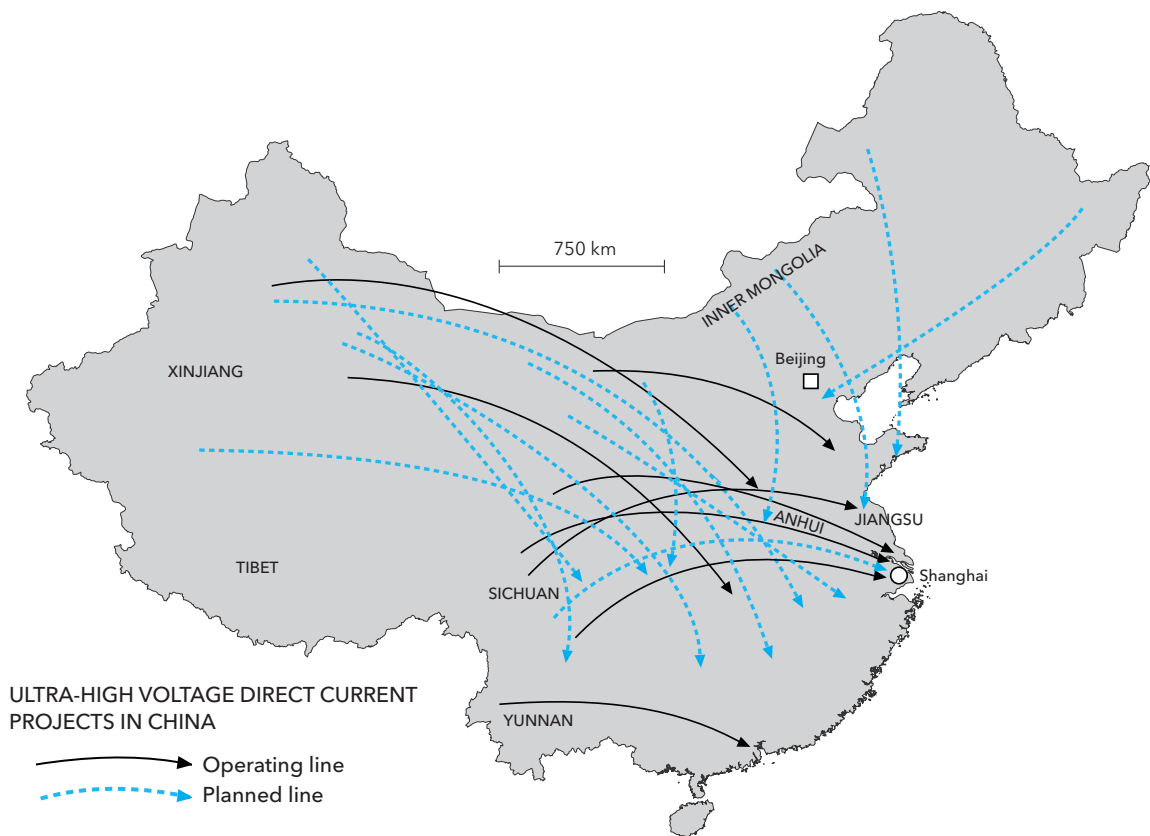 750 km
INNER MONGOLIA
Beijing
XINJIANG
ANHUI
JIANGSU
TIBET
SICHUAN
Shanghai
YUNNAN
ULTRA-HIGH VOLTAGE DIRECT CURRENT
PROJECTS IN CHINA
Operating line
Planned line